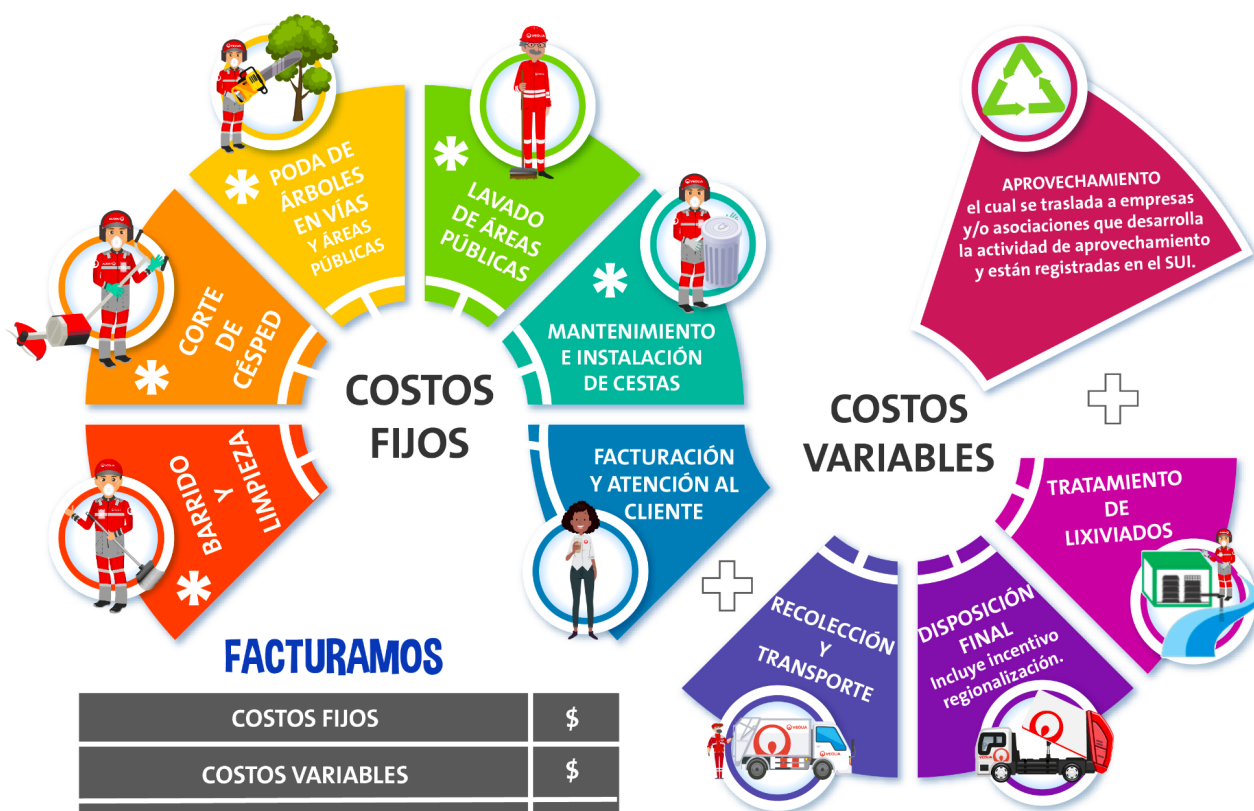 *
PODA DE
ÁRBOLES
EN VÍAS
Y ÁREAS
PÚBLICAS
*
LAVADO
DE ÁREAS
PÚBLICAS
*
CORTE
DE
CÉSPED
*
MANTENIMIENTO
E INSTALACIÓN
DE CESTAS
*
BARRIDO
Y
LIMPIEZA
FACTURACIÓN
Y ATENCIÓN AL
CLIENTE
COSTOS
FIJOS
APROVECHAMIENTO
el cual se traslada a empresas
y/o asociaciones que desarrolla
la actividad de aprovechamiento
y están registradas en el SUI.
COSTOS
VARIABLES
RECOLECCIÓN
Y
TRANSPORTE
VEOLIA
DISPOSICIÓN
FINAL
Incluye incentivo
regionalización.
TRATAMIENTO
DE
LIXIVIADOS
FACTURAMOS
COSTOS FIJOS $
COSTOS VARIABLES $